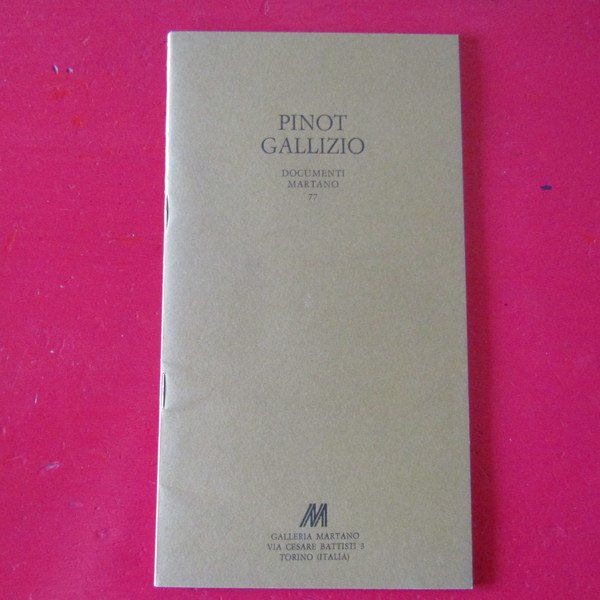 PINOT
GALLIZIO
DOCUMENTI
MARTANO
77
GALLERIA MARTANO
VIA CESARE BATTISTI 3
TORINO (ITALIA)